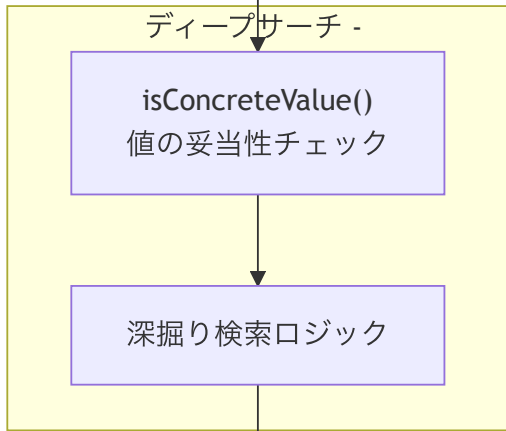 ディープサーチ -
isConcreteValue()
値の妥当性チェック
深掘り検索ロジック